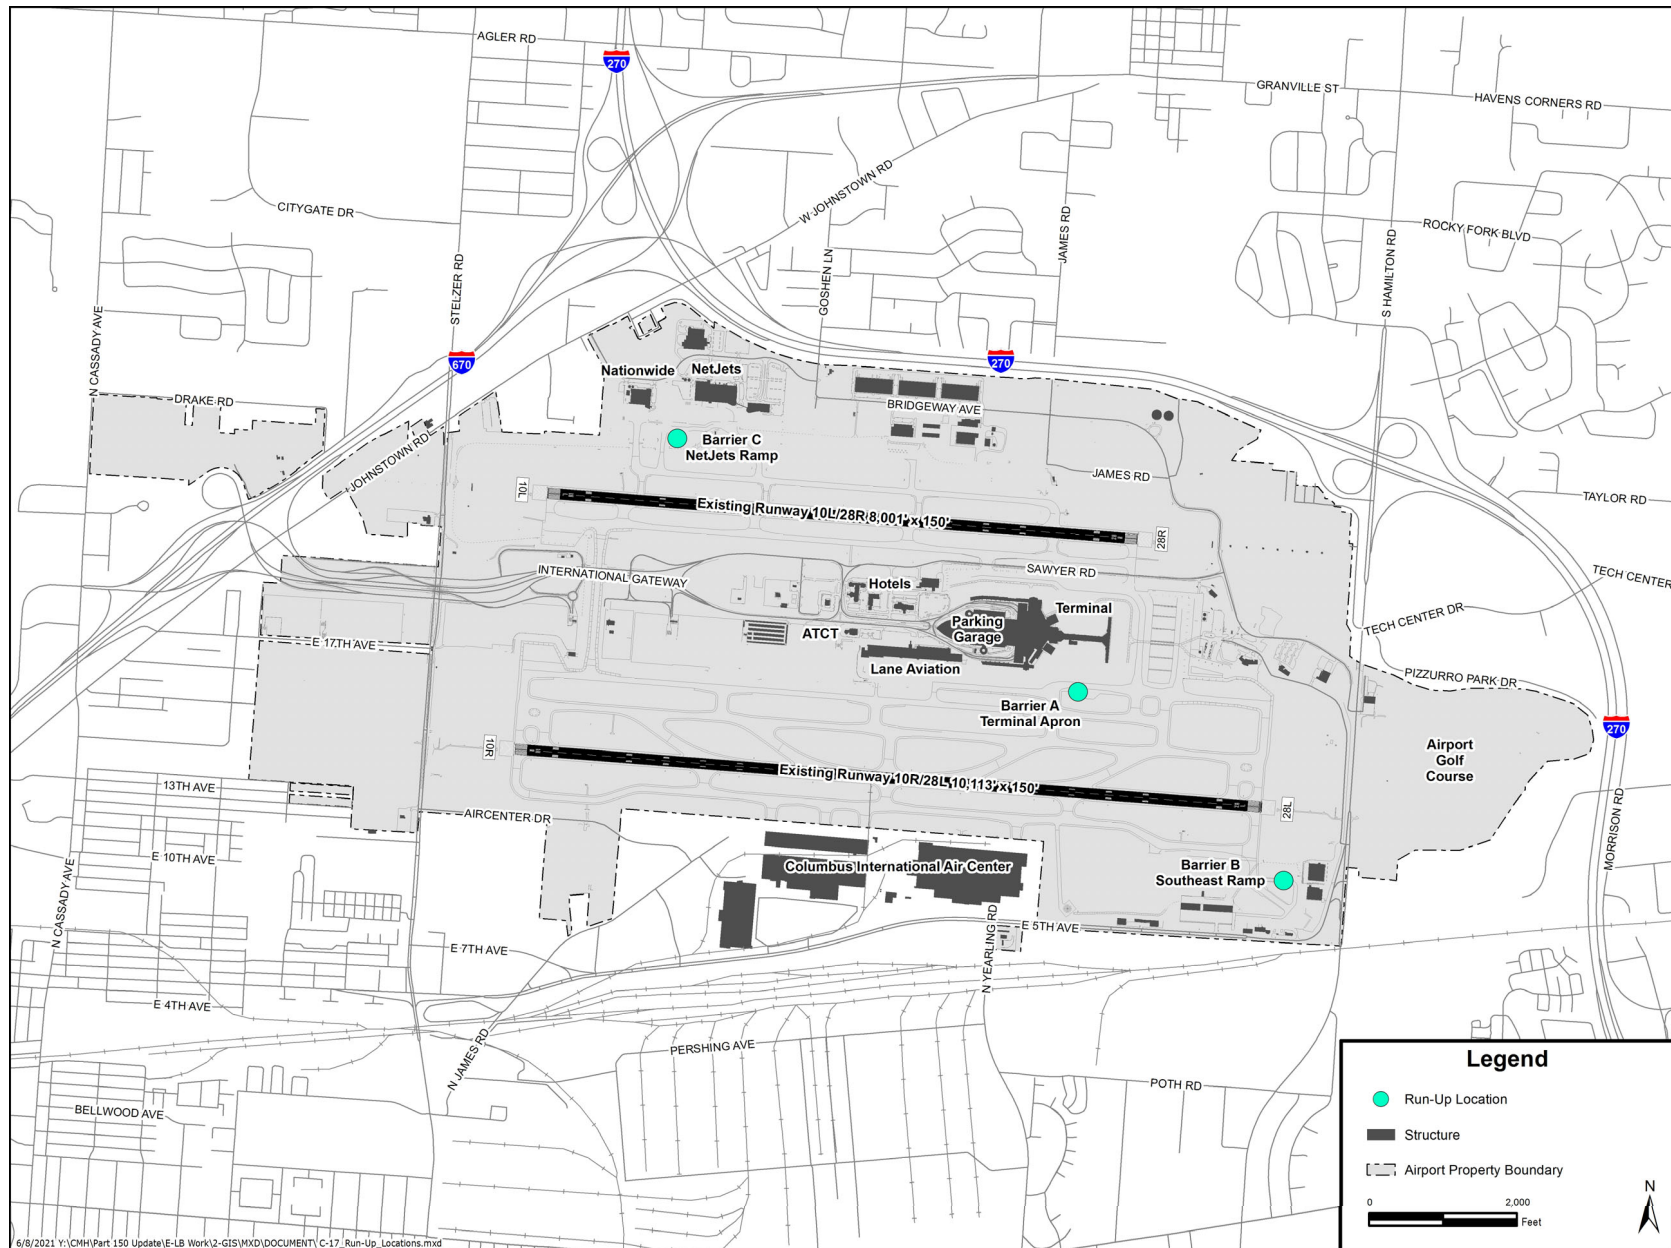 AGLER RD
270
GRANVILLE ST
HAVENS CORNERS RD
W JOHNSTOWN RD
CITYGATE DR
JAMES RD
ROCKY FORK BLVD
STELZER RD
GOSHEN LN
S HAMILTON RD
N CASSADY AVE
670
270
Nationwide
NetJets
DRAKE RD
BRIDGEWAY AVE
JOHNSTOWN RD
Barrier C
NetJets Ramp
JAMES RD
TAYLOR RD
10L
Existing Runway 10L/28R 8,001' x 150'
28R
INTERNATIONAL GATEWAY
Hotels
SAWYER RD
TECH CENTER
Terminal
Parking
Garage
TECH CENTER DR
E 17TH AVE
ATCT
Lane Aviation
PIZZURRO PARK DR
Barrier A
Terminal Apron
270
10R
Existing Runway 10R/28L 10,113' x 150'
28L
Airport
Golf
Course
13TH AVE
AIRCENTER DR
MORRISON RD
E 10TH AVE
Columbus International Air Center
Barrier B
Southeast Ramp
N CASSADY AVE
E 7TH AVE
N YEARLING RD
E 5TH AVE
E 4TH AVE
N JAMES RD
PERSHING AVE
POTH RD
BELLWOOD AVE
Legend
Run-Up Location
Structure
Airport Property Boundary
0 2,000
Feet
N
6/8/2021 Y:\CMH\Part 150 Update\E-LB Work\2-GIS\MXD\DOCUMENT\ C-17_Run-Up_Locations.mxd